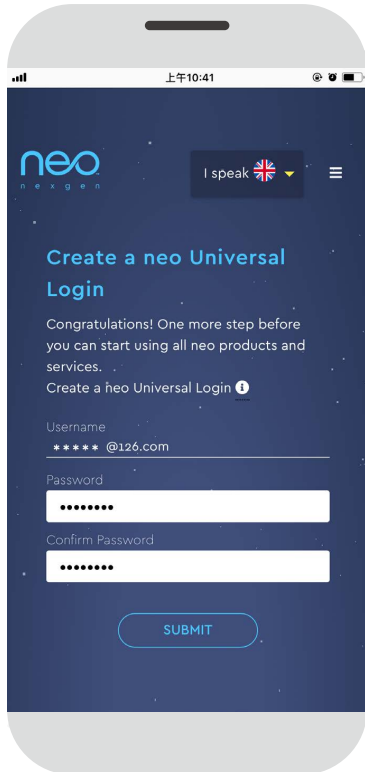 上午10:41
neo
nexgen
I speak
Create a neo Universal
Login
Congratulations! One more step before
you can start using all neo products and
services.
Create a neo Universal Login
Username
***** @126.com
Password
••••••••
Confirm Password
••••••••
SUBMIT